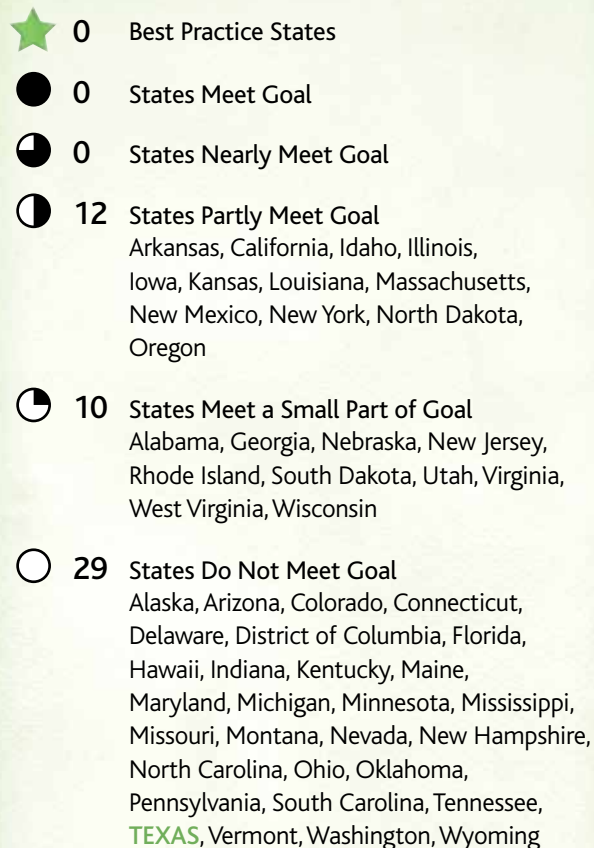 0 Best Practice States
0 States Meet Goal
0 States Nearly Meet Goal
12 States Partly Meet Goal
Arkansas, California, Idaho, Illinois,
Iowa, Kansas, Louisiana, Massachusetts,
New Mexico, New York, North Dakota,
Oregon
10 States Meet a Small Part of Goal
Alabama, Georgia, Nebraska, New Jersey,
Rhode Island, South Dakota, Utah, Virginia,
West Virginia, Wisconsin
29 States Do Not Meet Goal
Alaska, Arizona, Colorado, Connecticut,
Delaware, District of Columbia, Florida,
Hawaii, Indiana, Kentucky, Maine,
Maryland, Michigan, Minnesota, Mississippi,
Missouri, Montana, Nevada, New Hampshire,
North Carolina, Ohio, Oklahoma,
Pennsylvania, South Carolina, Tennessee,
TEXAS, Vermont, Washington, Wyoming